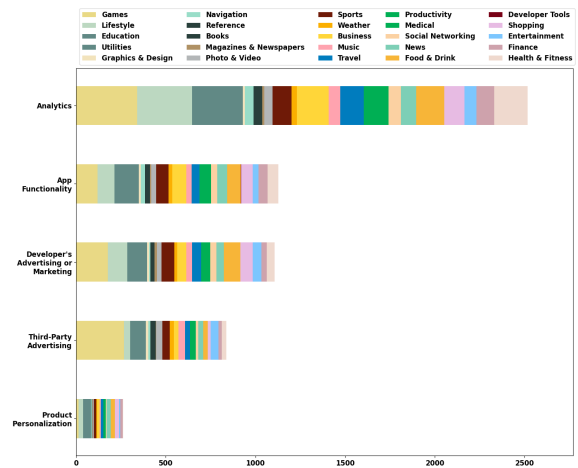 Games
Lifestyle
Education
Utilities
Graphics & Design
Navigation
Reference
Books
Magazines & Newspapers
Photo & Video
Sports
Weather
Business
Music
Travel
Productivity
Medical
Social Networking
News
Food & Drink
Developer Tools
Shopping
Entertainment
Finance
Health & Fitness
Analytics
App
Functionality
Developer's
Advertising or
Marketing
Third-Party
Advertising
Product
Personalization
0 500 1000 1500 2000 2500